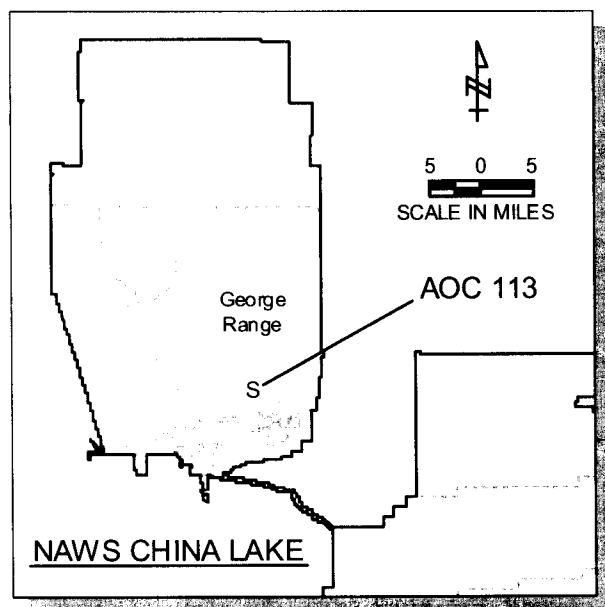 N
5 0 5
SCALE IN MILES
AOC 113
George
Range
S
NAWS CHINA LAKE